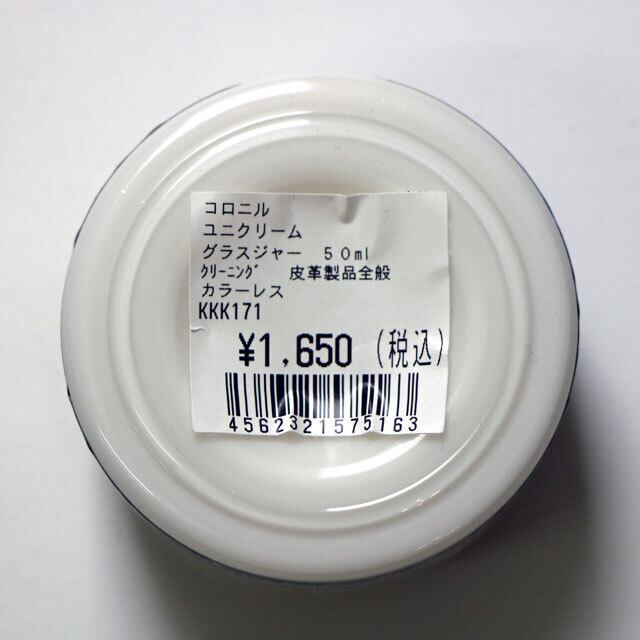 コロニル
ユニクリーム
グラスジャー　５０ml
ｸﾘｰﾆﾝｸﾞ　皮革製品全般
カラーレス
KKK171
¥1,650 (税込)
4562321575163